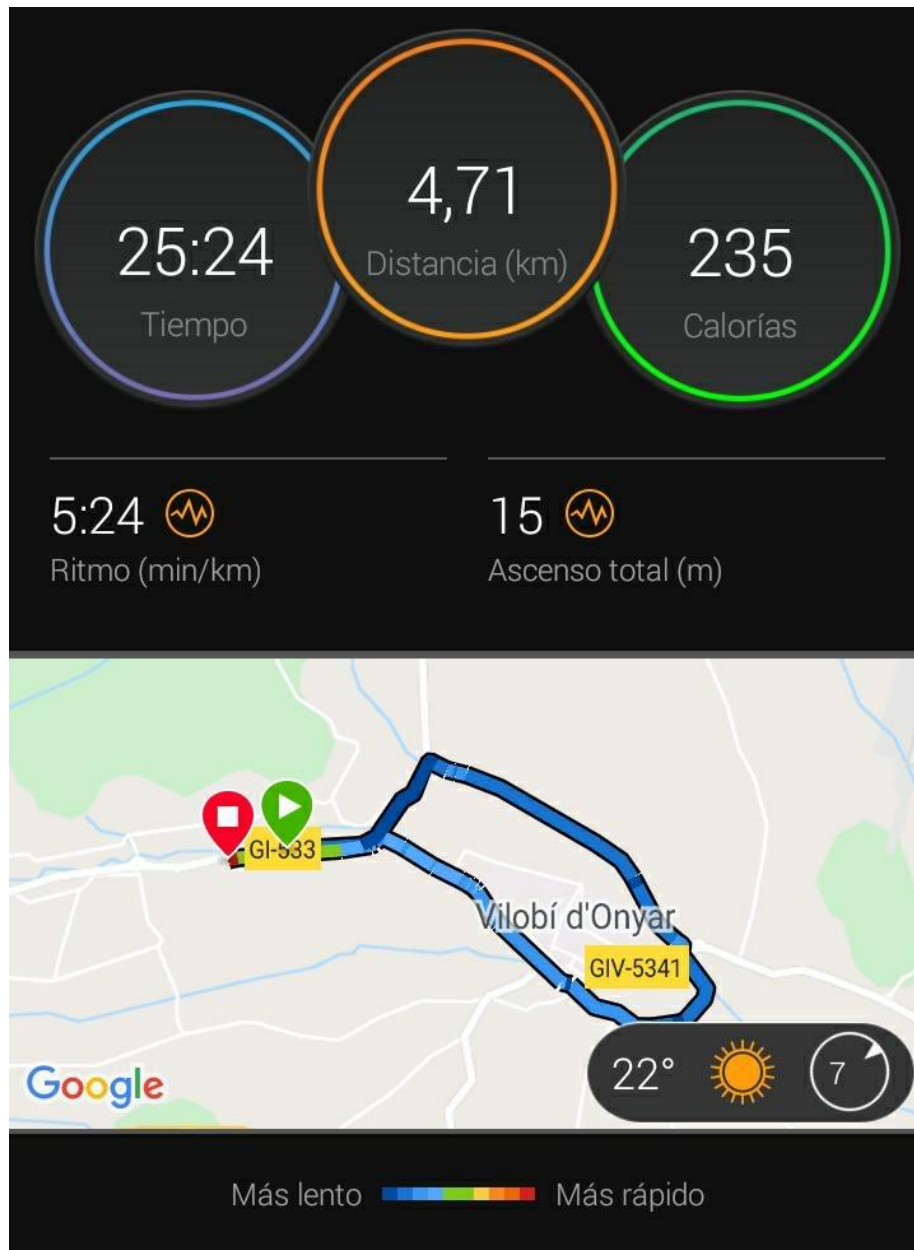 4,71
Distancia (km)
25:24
Tiempo
235
Calorías
5:24
Ritmo (min/km)
15
Ascenso total (m)
GI-533
Vilobí d'Onyar
GIV-5341
Google
22° 7
Más lento Más rápido